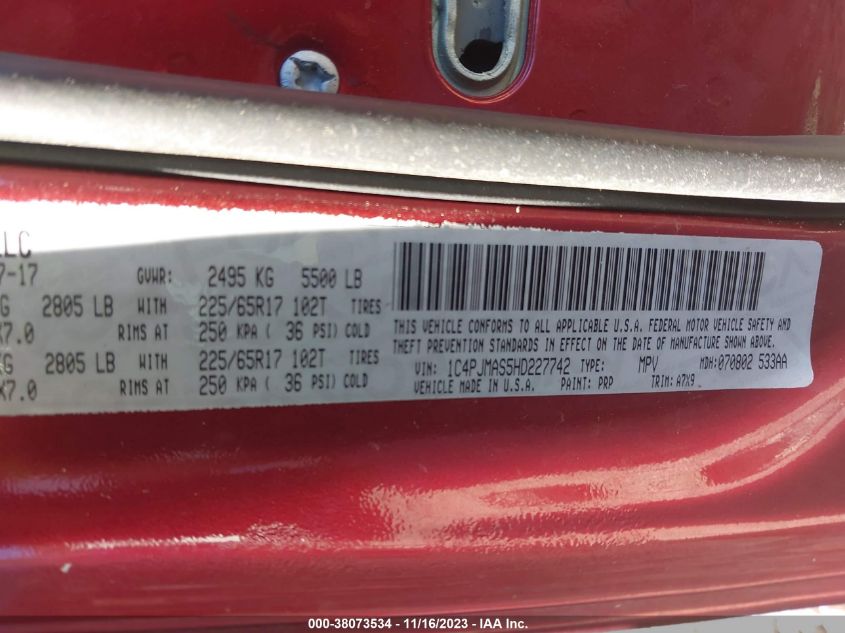 LLC
7-17 GVWR: 2495 KG 5500 LB
G 2805 LB WITH 225/65R17 102T TIRES
X7.0 RIMS AT 250 KPA ( 36 PSI) COLD
KG 2805 LB WITH 225/65R17 102T TIRES
X7.0 RIMS AT 250 KPA ( 36 PSI) COLD
THIS VEHICLE CONFORMS TO ALL APPLICABLE U.S.A. FEDERAL MOTOR VEHICLE SAFETY AND
THEFT PREVENTION STANDARDS IN EFFECT ON THE DATE OF MANUFACTURE SHOWN ABOVE.
VIN: 1C4PJMAS5HD227742 TYPE: MPV MDH: 070802 533AA
VEHICLE MADE IN U.S.A. PAINT: PRP TRIM: A7X9
000-38073534 - 11/16/2023 - IAA Inc.